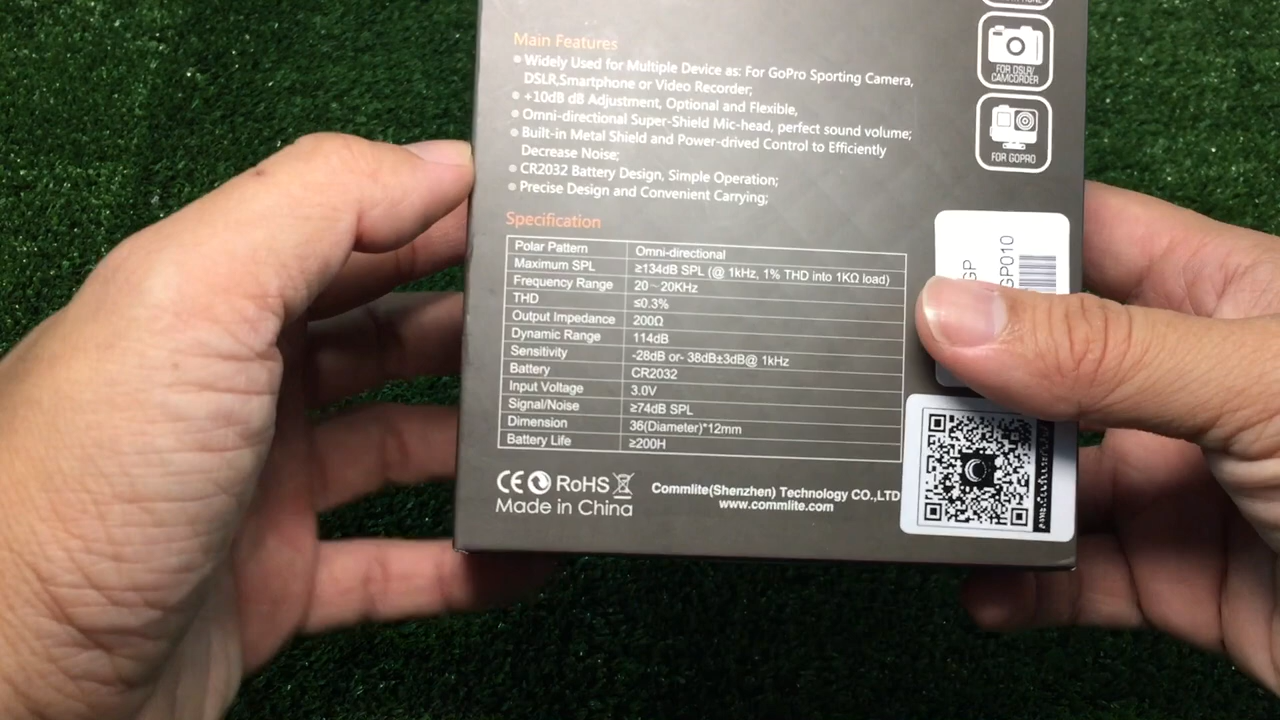 Main Features
Widely Used for Multiple Device as: For GoPro Sporting Camera,
DSLR,Smartphone or Video Recorder;
+10dB dB Adjustment, Optional and Flexible,
Omni-directional Super-Shield Mic-head, perfect sound volume;
Built-in Metal Shield and Power-drived Control to Efficiently
Decrease Noise;
CR2032 Battery Design, Simple Operation;
Precise Design and Convenient Carrying;
Specification
Polar Pattern Omni-directional
Maximum SPL ≥134dB SPL (@ 1kHz, 1% THD into 1KΩ load)
Frequency Range 20~20KHz
THD ≤0.3%
Output Impedance 200Ω
Dynamic Range 114dB
Sensitivity -28dB or- 38dB±3dB@ 1kHz
Battery CR2032
Input Voltage 3.0V
Signal/Noise ≥74dB SPL
Dimension 36(Diameter)*12mm
Battery Life ≥200H
CE RoHS
Made in China
Commlite(Shenzhen) Technology CO.,LTD
www.commlite.com
FOR DSLR/
CAMCORDER
FOR GOPRO
GP
GP010